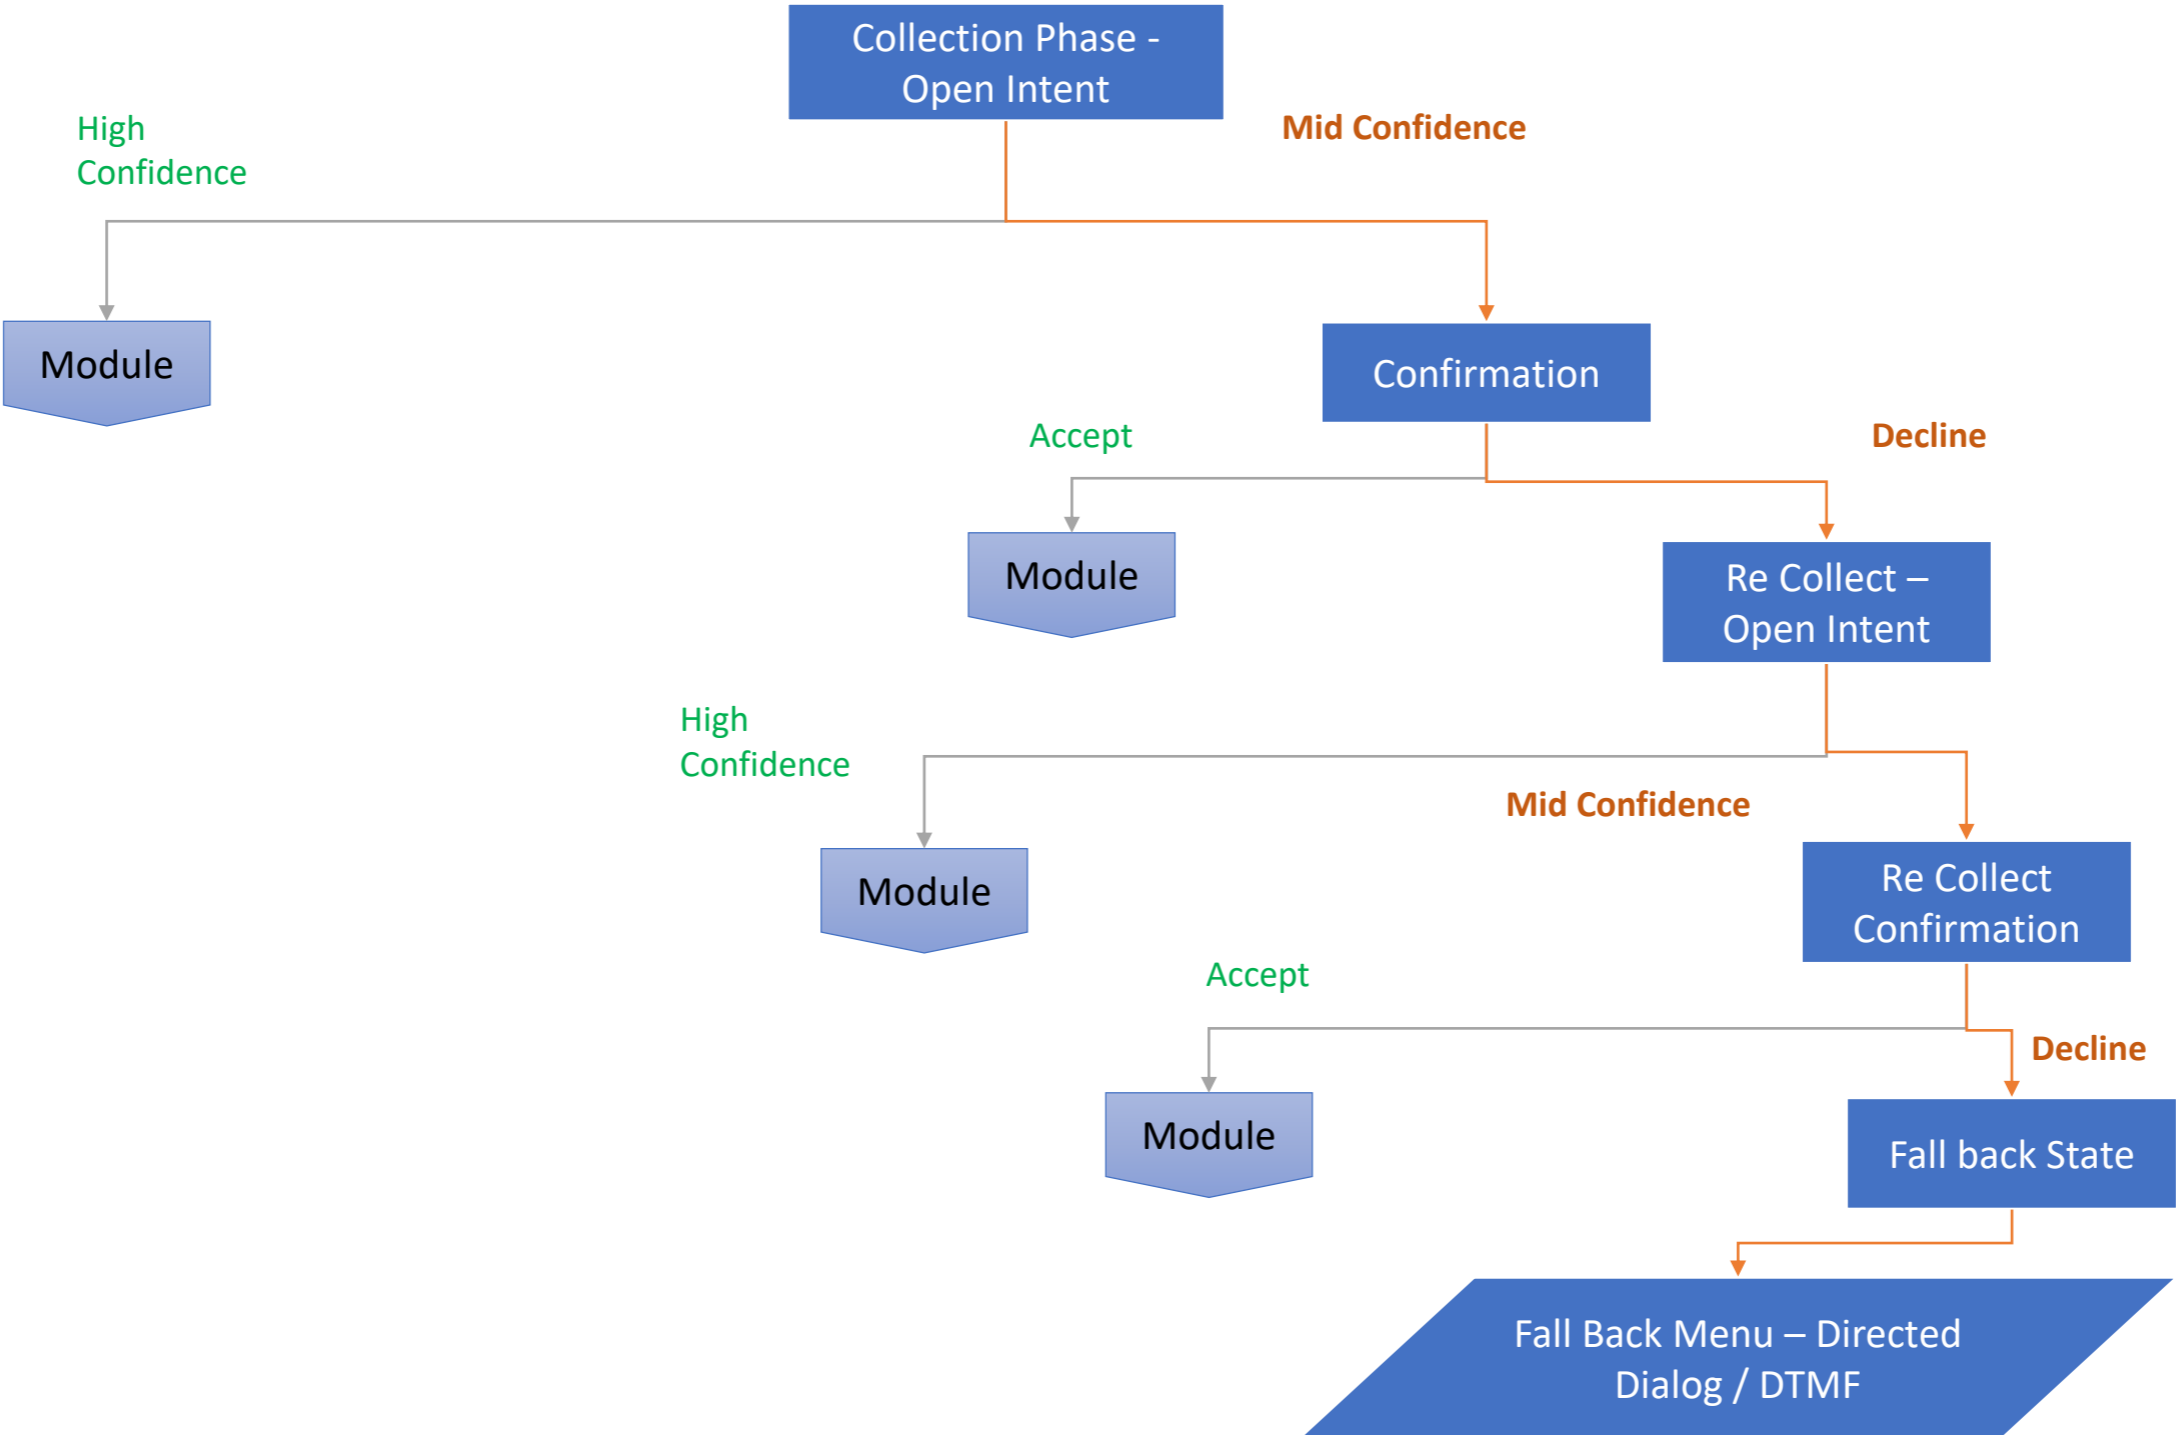 Collection Phase -
Open Intent
High
Confidence
Mid Confidence
Module
Confirmation
Accept
Decline
Module
Re Collect –
Open Intent
High
Confidence
Mid Confidence
Module
Re Collect
Confirmation
Accept
Decline
Module
Fall back State
Fall Back Menu – Directed
Dialog / DTMF